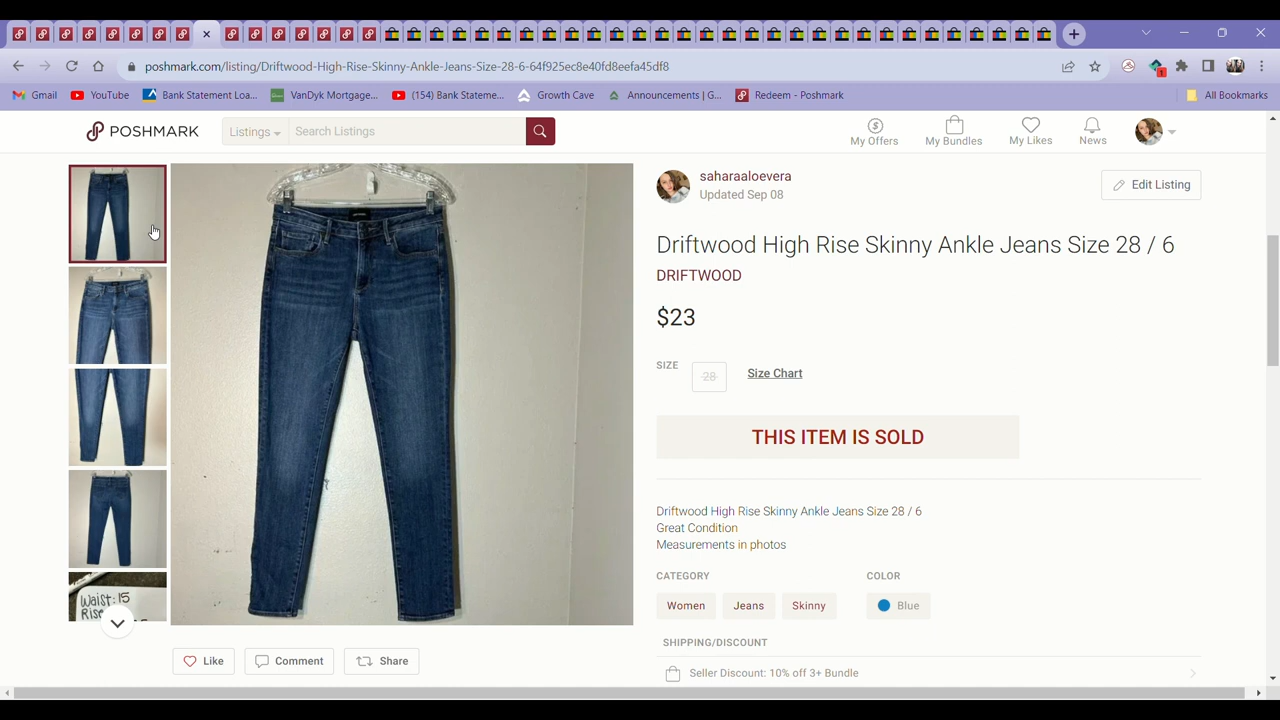 poshmark.com/listing/Driftwood-High-Rise-Skinny-Ankle-Jeans-Size-28-6-64f925ec8e40fd8eefa45df8
Gmail YouTube Bank Statement Loa... VanDyk Mortgage... (154) Bank Stateme... Growth Cave Announcements | G... Redeem - Poshmark All Bookmarks
POSHMARK Listings Search Listings My Offers My Bundles My Likes News
saharaaloevera
Updated Sep 08
Edit Listing
Driftwood High Rise Skinny Ankle Jeans Size 28 / 6
DRIFTWOOD
$23
SIZE 28 Size Chart
THIS ITEM IS SOLD
Driftwood High Rise Skinny Ankle Jeans Size 28 / 6
Great Condition
Measurements in photos
CATEGORY COLOR
Women Jeans Skinny Blue
SHIPPING/DISCOUNT
Seller Discount: 10% off 3+ Bundle
Waist: 15
Like Comment Share